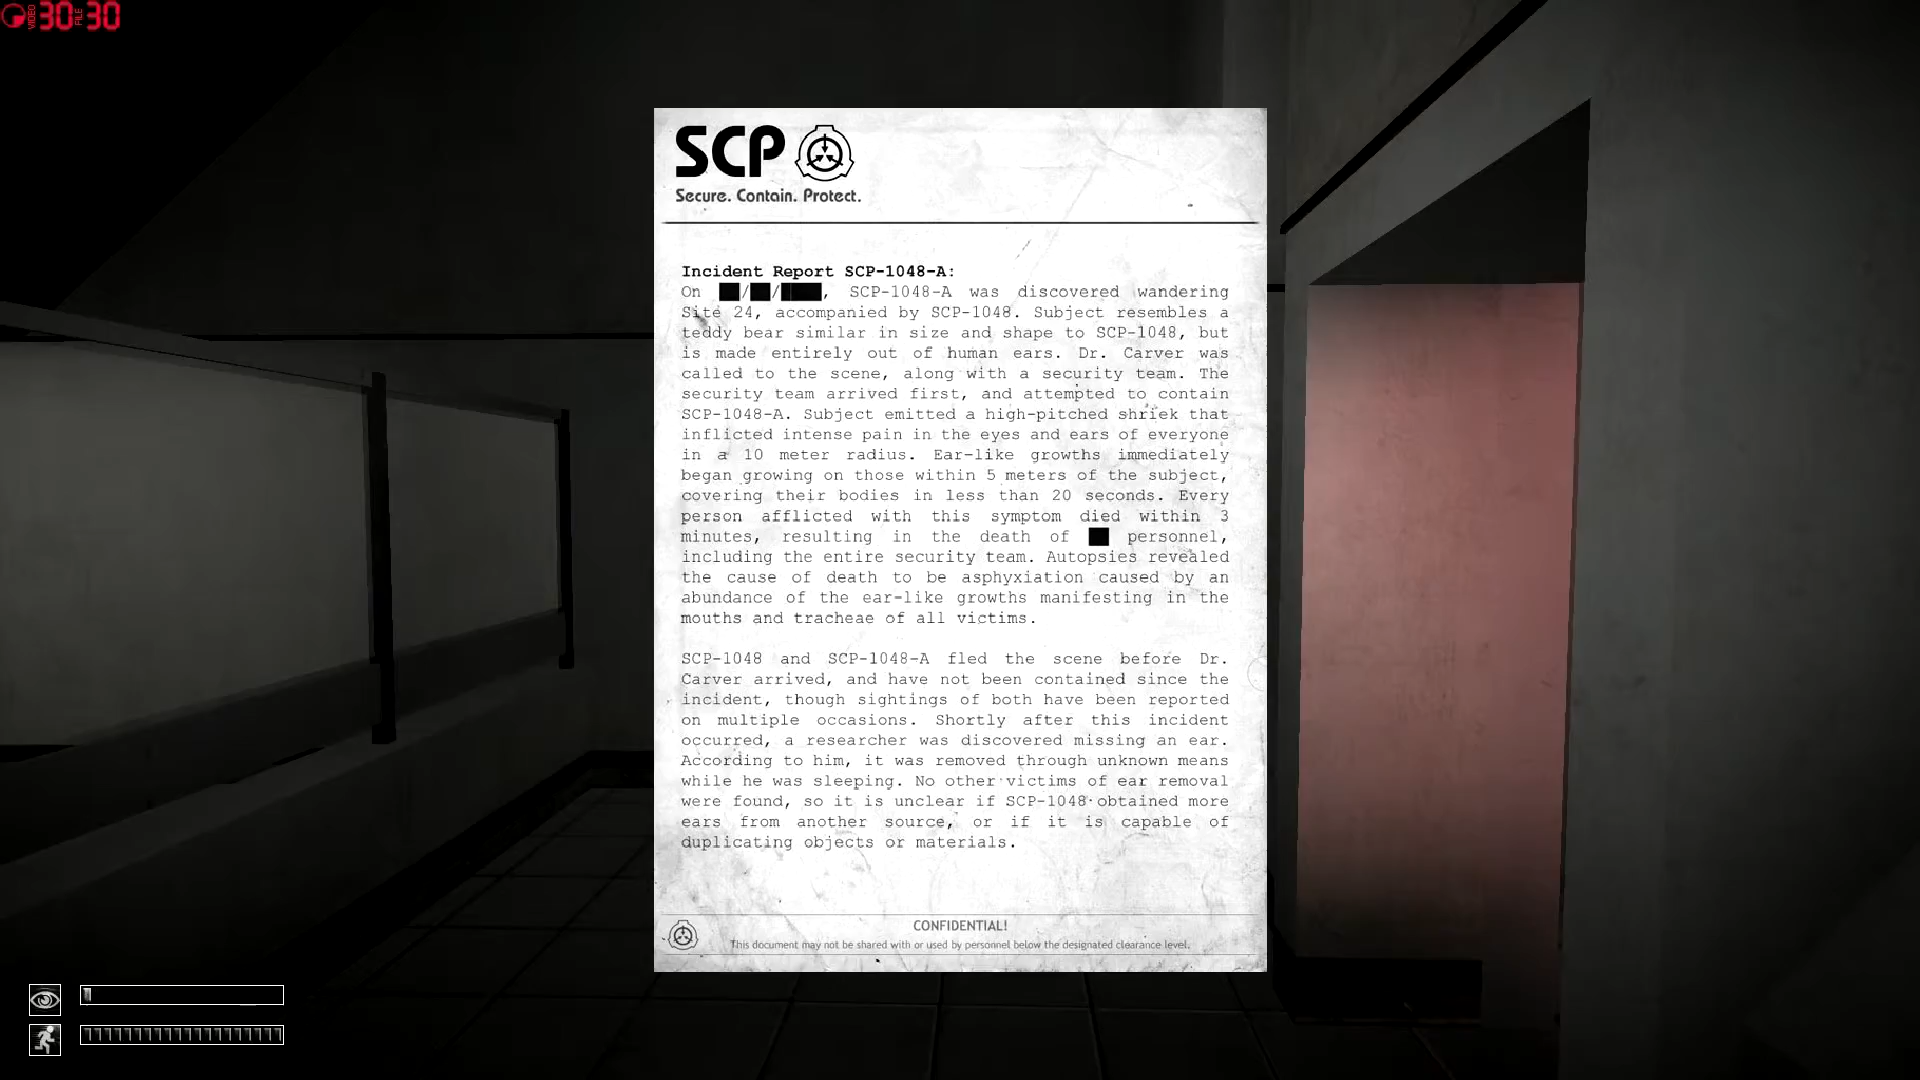 VIDEO 30 FILE 30
SCP
Secure. Contain. Protect.
Incident Report SCP-1048-A:
On ██/██/████, SCP-1048-A was discovered wandering
Site 24, accompanied by SCP-1048. Subject resembles a
teddy bear similar in size and shape to SCP-1048, but
is made entirely out of human ears. Dr. Carver was
called to the scene, along with a security team. The
security team arrived first, and attempted to contain
SCP-1048-A. Subject emitted a high-pitched shriek that
inflicted intense pain in the eyes and ears of everyone
in a 10 meter radius. Ear-like growths immediately
began growing on those within 5 meters of the subject,
covering their bodies in less than 20 seconds. Every
person afflicted with this symptom died within 3
minutes, resulting in the death of ██ personnel,
including the entire security team. Autopsies revealed
the cause of death to be asphyxiation caused by an
abundance of the ear-like growths manifesting in the
mouths and tracheae of all victims.
SCP-1048 and SCP-1048-A fled the scene before Dr.
Carver arrived, and have not been contained since the
incident, though sightings of both have been reported
on multiple occasions. Shortly after this incident
occurred, a researcher was discovered missing an ear.
According to him, it was removed through unknown means
while he was sleeping. No other victims of ear removal
were found, so it is unclear if SCP-1048 obtained more
ears from another source, or if it is capable of
duplicating objects or materials.
CONFIDENTIAL!
This document may not be shared with or used by personnel below the designated clearance level.